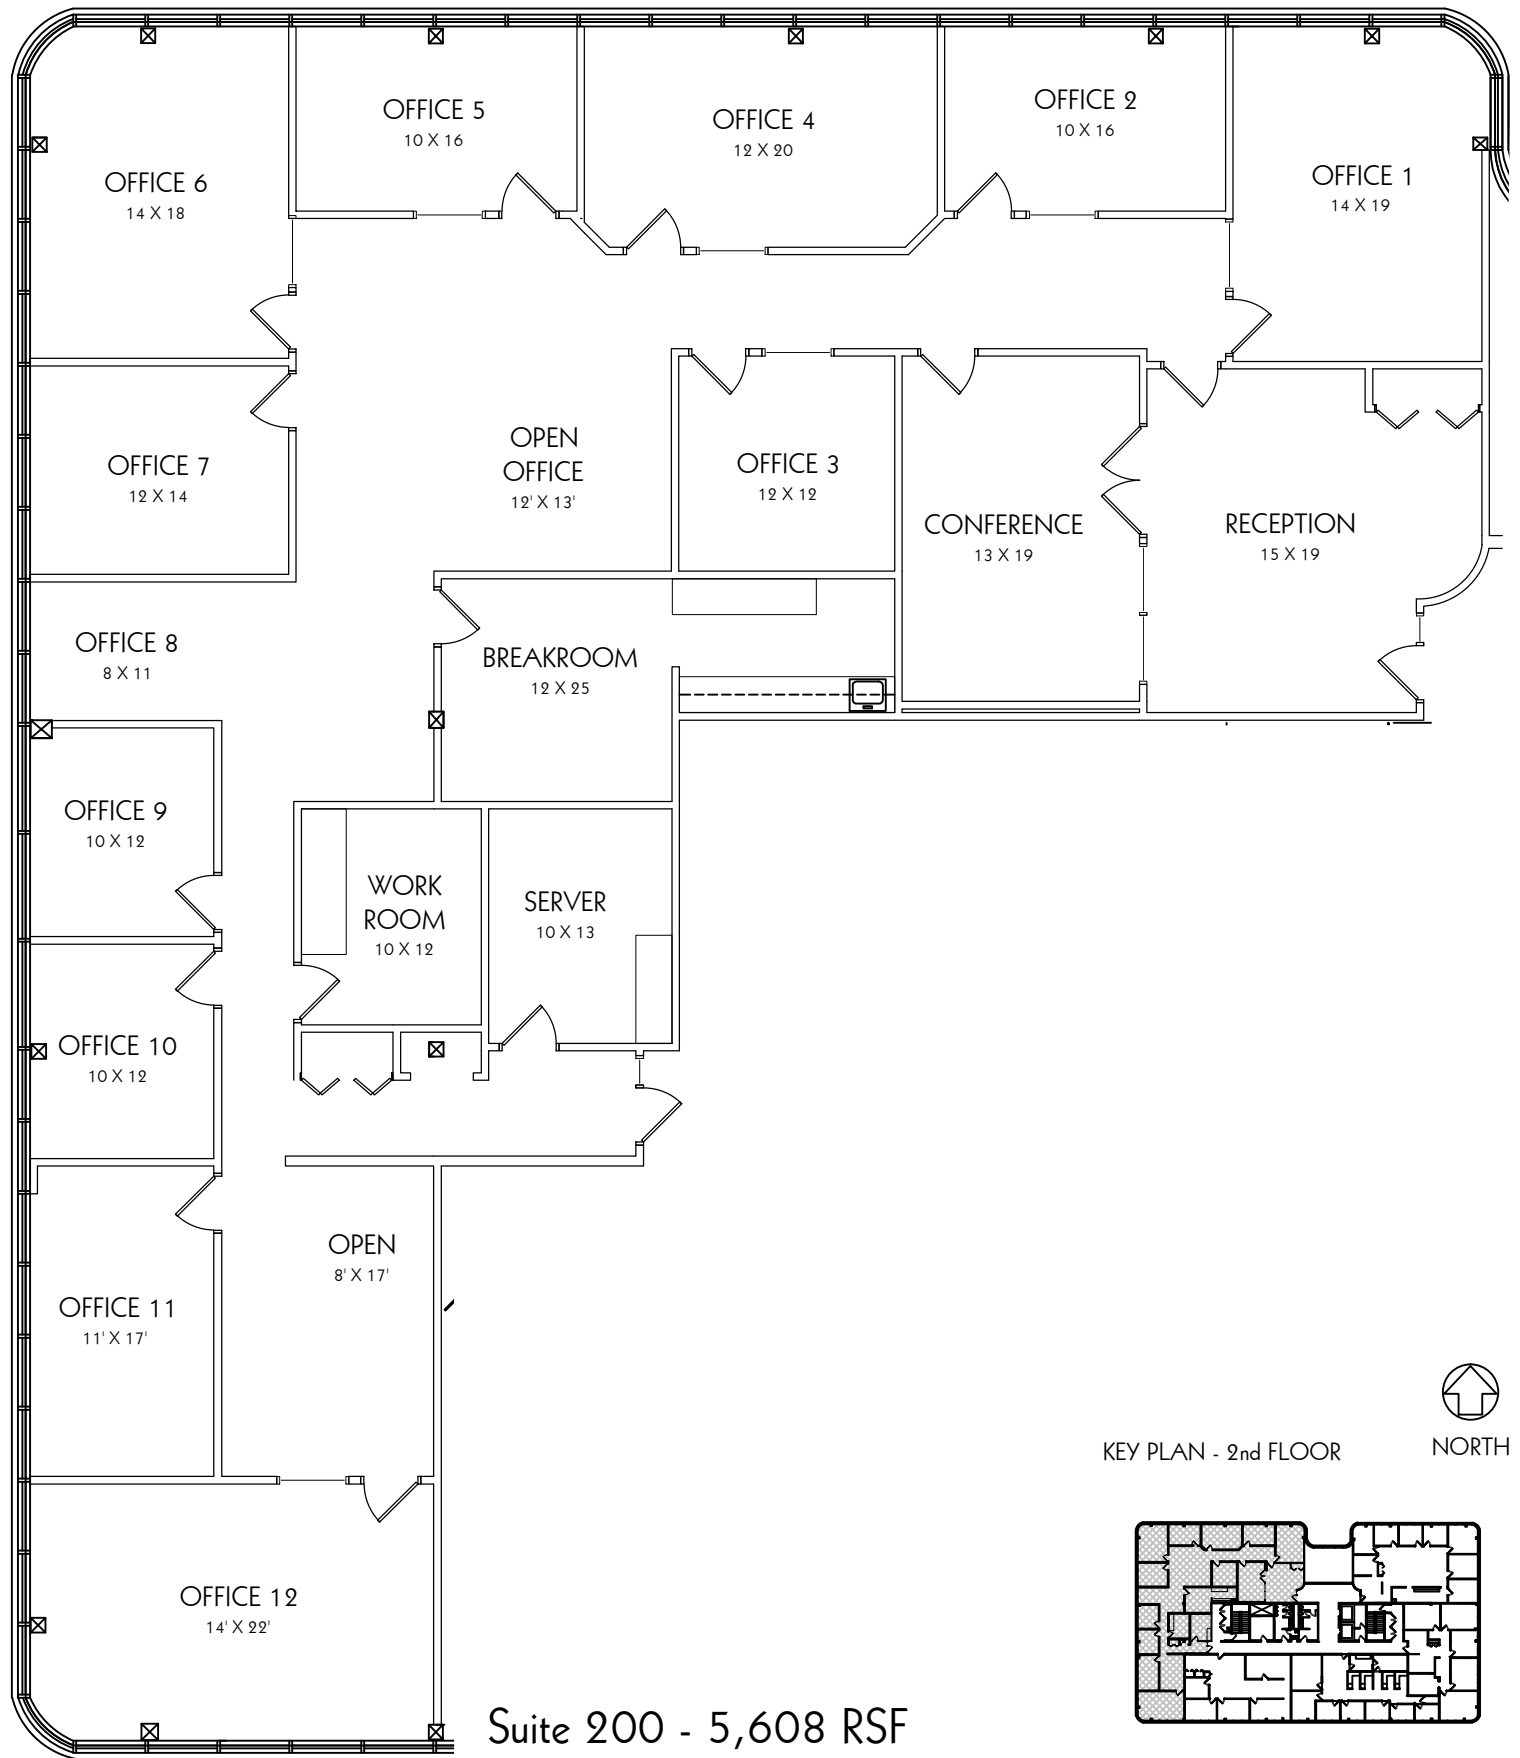 OFFICE 5
10 X 16
OFFICE 4
12 X 20
OFFICE 2
10 X 16
OFFICE 6
14 X 18
OFFICE 1
14 X 19
OFFICE 7
12 X 14
OPEN
OFFICE
12' X 13'
OFFICE 3
12 X 12
CONFERENCE
13 X 19
RECEPTION
15 X 19
OFFICE 8
8 X 11
BREAKROOM
12 X 25
OFFICE 9
10 X 12
WORK
ROOM
10 X 12
SERVER
10 X 13
OFFICE 10
10 X 12
OPEN
8' X 17'
OFFICE 11
11' X 17'
OFFICE 12
14' X 22'
KEY PLAN - 2nd FLOOR
NORTH
Suite 200 - 5,608 RSF